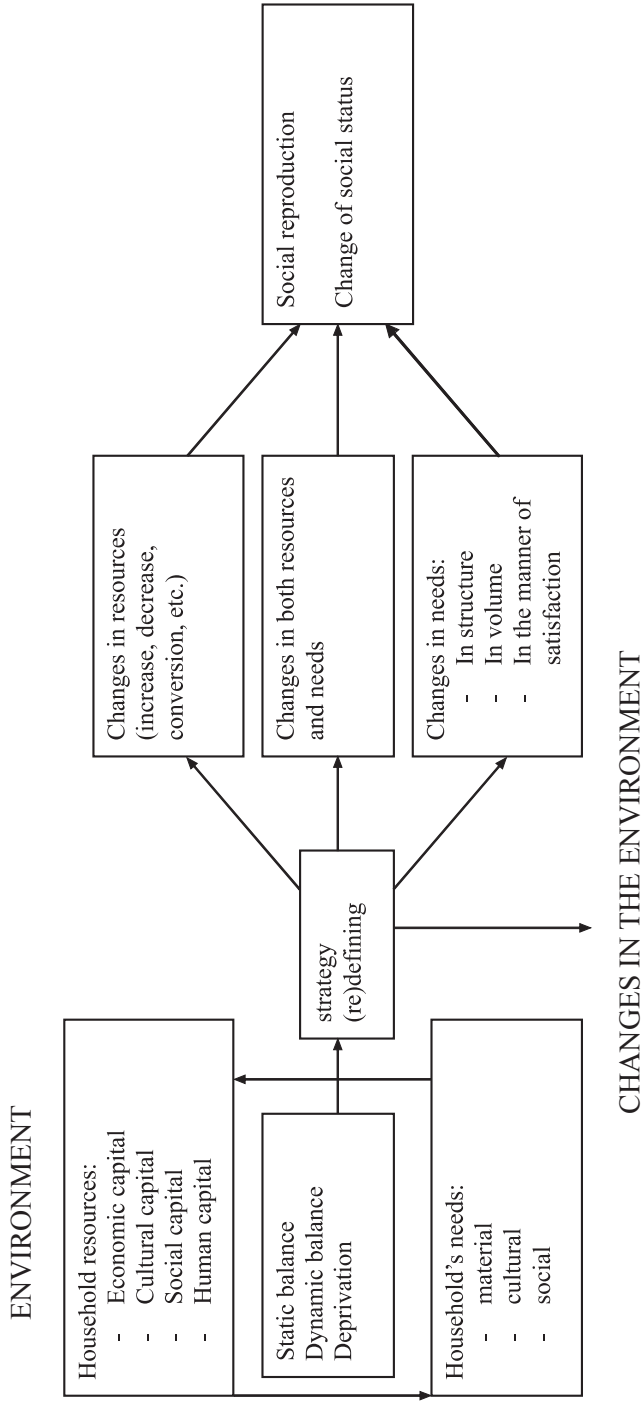 ENVIRONMENT
Household resources:
- Economic capital
- Cultural capital
- Social capital
- Human capital
Static balance
Dynamic balance
Deprivation
Household's needs:
- material
- cultural
- social
strategy
(re)defining
Changes in resources
(increase, decrease,
conversion, etc.)
Changes in both resources
and needs
Changes in needs:
- In structure
- In volume
- In the manner of
satisfaction
Social reproduction
Change of social status
CHANGES IN THE ENVIRONMENT